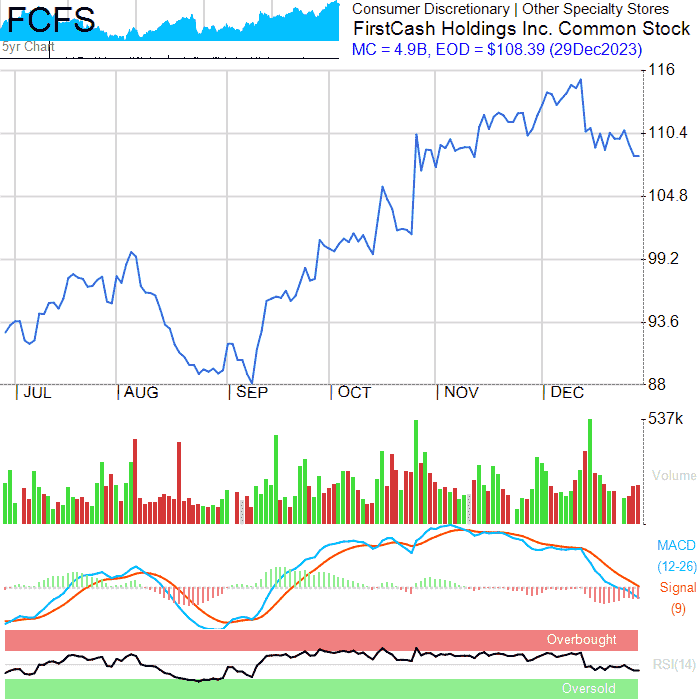 FCFS
5yr Chart
Consumer Discretionary | Other Specialty Stores
FirstCash Holdings Inc. Common Stock
MC = 4.9B, EOD = $108.39 (29Dec2023)
116
110.4
104.8
99.2
93.6
88
JUL
AUG
SEP
OCT
NOV
DEC
537k
Volume
MACD
(12-26)
Signal
(9)
Overbought
RSI(14)
Oversold